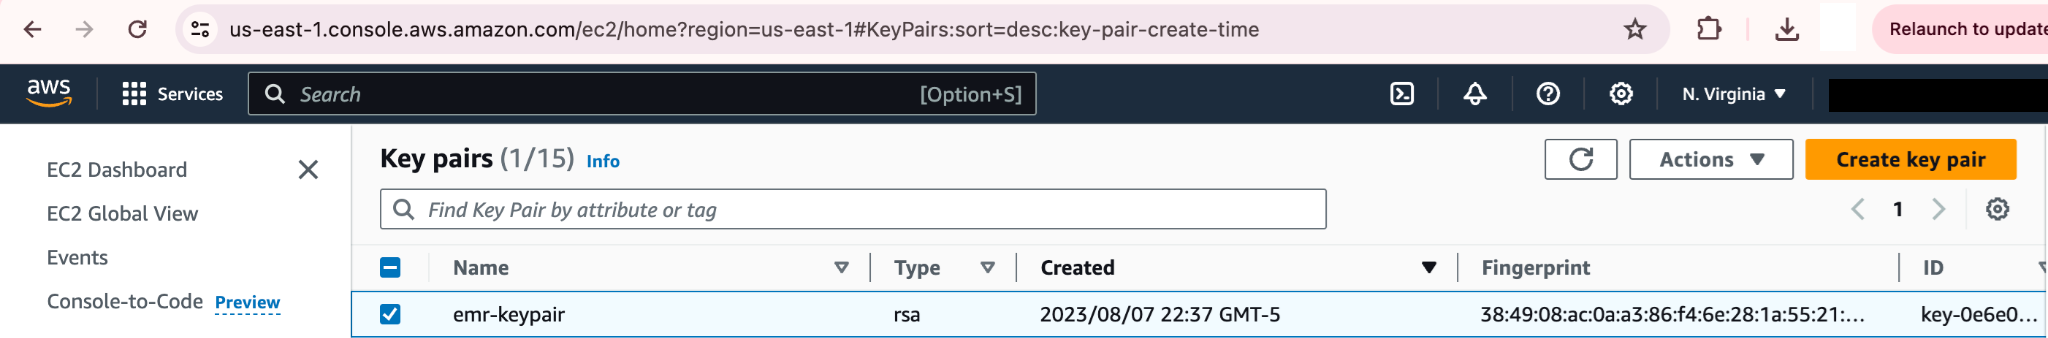 us-east-1.console.aws.amazon.com/ec2/home?region=us-east-1#KeyPairs:sort=desc:key-pair-create-time
Relaunch to update
aws
Services
Search
[Option+S]
N. Virginia
EC2 Dashboard
EC2 Global View
Events
Console-to-Code Preview
Key pairs (1/15) Info
Actions
Create key pair
Find Key Pair by attribute or tag
1
Name Type Created Fingerprint ID
emr-keypair rsa 2023/08/07 22:37 GMT-5 38:49:08:ac:0a:a3:86:f4:6e:28:1a:55:21:... key-0e6e0...